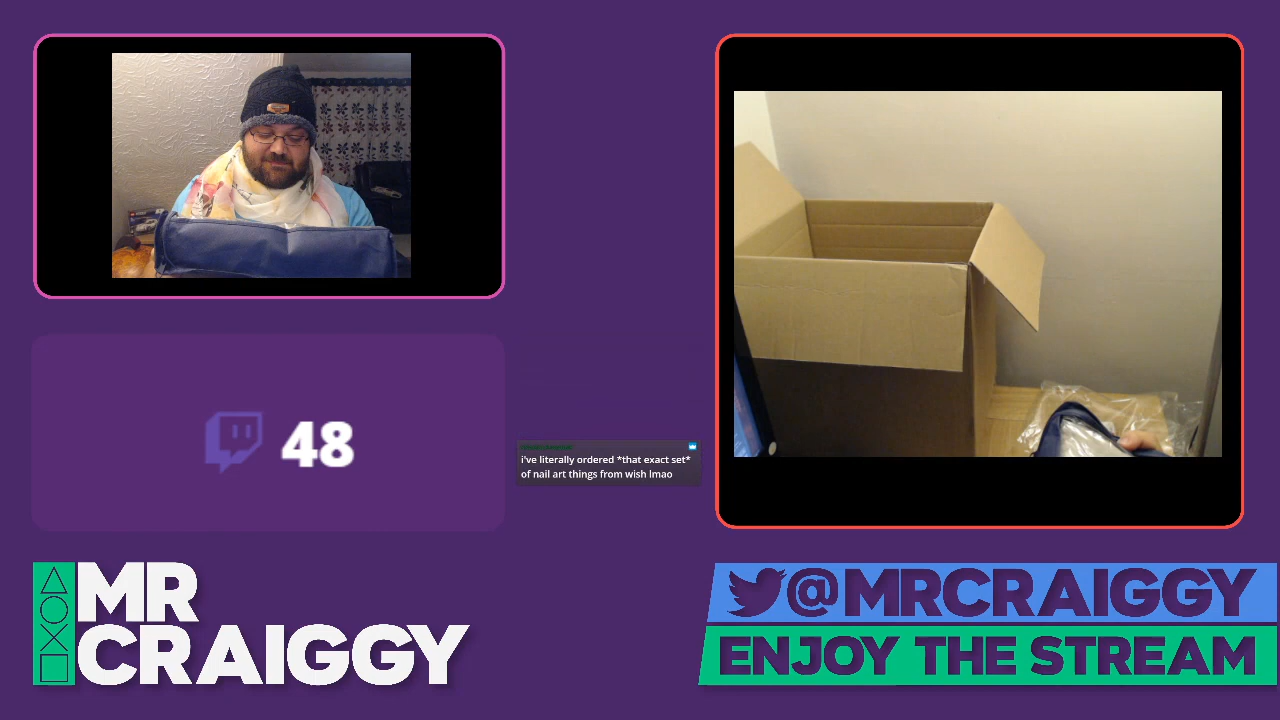 48
i've literally ordered *that exact set*
of nail art things from wish lmao
MR
CRAIGGY
@MRCRAIGGY
ENJOY THE STREAM